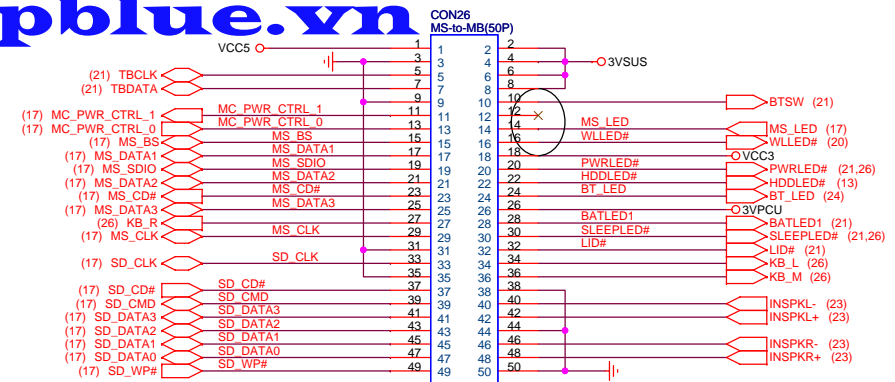 pblue.vn
CON26
MS-to-MB(50P)
VCC5 1 1 2 2
3 3 4 4 3VSUS
(21) TBCLK 5 5 6 6
(21) TBDATA 7 7 8 8
9 9 10 10 BTSW (21)
(17) MC_PWR_CTRL_1 MC_PWR_CTRL_1 11 11 12 12
(17) MC_PWR_CTRL_0 MC_PWR_CTRL_0 13 13 14 14 MS_LED MS_LED (17)
(17) MS_BS MS_BS 15 15 16 16 WLLED# WLLED# (20)
(17) MS_DATA1 MS_DATA1 17 17 18 18 VCC3
(17) MS_SDIO MS_SDIO 19 19 20 20 PWRLED# PWRLED# (21,26)
(17) MS_DATA2 MS_DATA2 21 21 22 22 HDDLED# HDDLED# (13)
(17) MS_CD# MS_CD# 23 23 24 24 BT_LED BT_LED (24)
(17) MS_DATA3 MS_DATA3 25 25 26 26 3VPCU
(26) KB_R 27 27 28 28 BATLED1 BATLED1 (21)
(17) MS_CLK MS_CLK 29 29 30 30 SLEEPLED# SLEEPLED# (21,26)
31 31 32 32 LID# LID# (21)
(17) SD_CLK SD_CLK 33 33 34 34 KB_L (26)
35 35 36 36 KB_M (26)
(17) SD_CD# SD_CD# 37 37 38 38
(17) SD_CMD SD_CMD 39 39 40 40 INSPKL- (23)
(17) SD_DATA3 SD_DATA3 41 41 42 42 INSPKL+ (23)
(17) SD_DATA2 SD_DATA2 43 43 44 44
(17) SD_DATA1 SD_DATA1 45 45 46 46 INSPKR- (23)
(17) SD_DATA0 SD_DATA0 47 47 48 48 INSPKR+ (23)
(17) SD_WP# SD_WP# 49 49 50 50